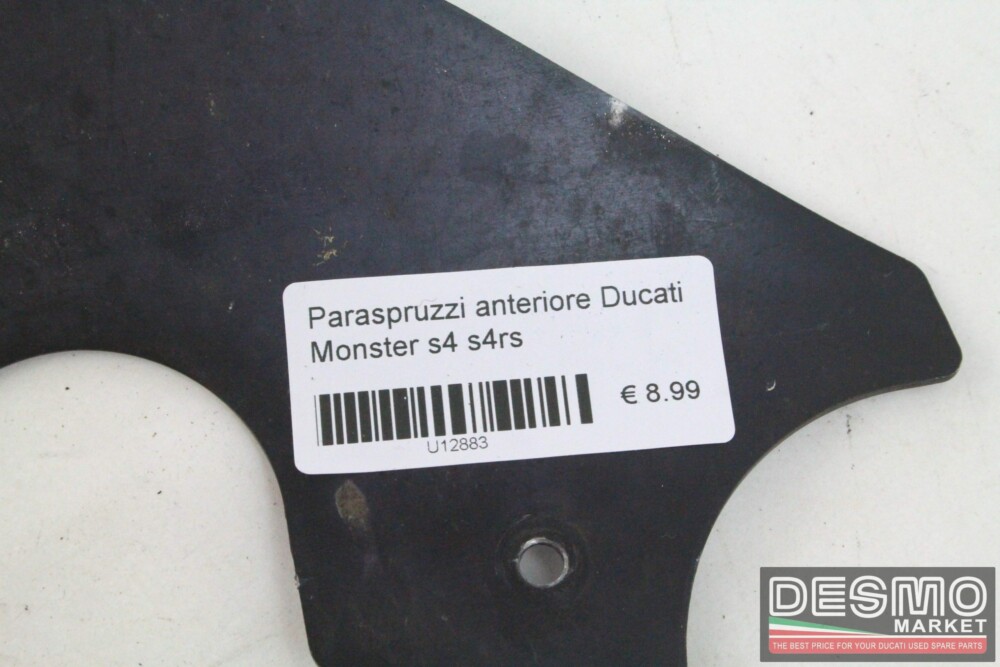 Paraspruzzi anteriore Ducati
Monster s4 s4rs
€ 8.99
U12883
DESMO
MARKET
THE BEST PRICE FOR YOUR DUCATI USED SPARE PARTS